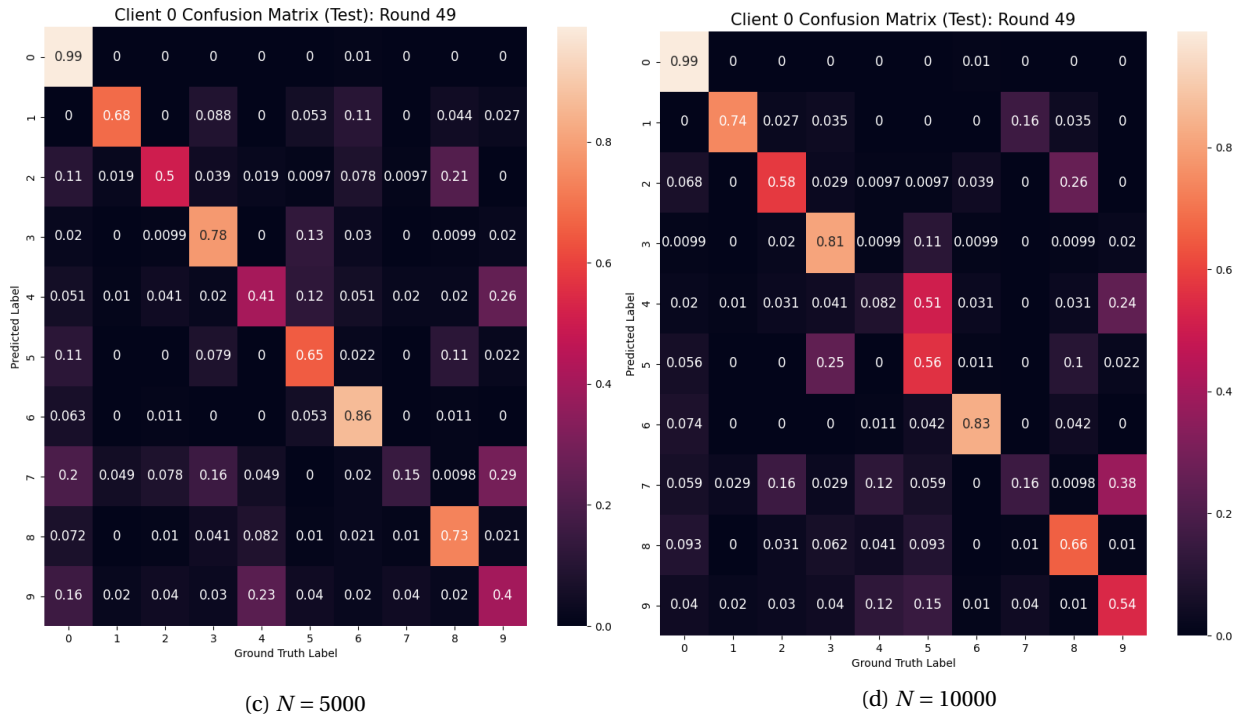 Client 0 Confusion Matrix (Test): Round 49
0 0.99 0 0 0 0 0 0.01 0 0 0
1 0 0.68 0 0.088 0 0.053 0.11 0 0.044 0.027
2 0.11 0.019 0.5 0.039 0.019 0.0097 0.078 0.0097 0.21 0
3 0.02 0 0.0099 0.78 0 0.13 0.03 0 0.0099 0.02
4 0.051 0.01 0.041 0.02 0.41 0.12 0.051 0.02 0.02 0.26
5 0.11 0 0 0.079 0 0.65 0.022 0 0.11 0.022
6 0.063 0 0.011 0 0 0.053 0.86 0 0.011 0
7 0.2 0.049 0.078 0.16 0.049 0 0.02 0.15 0.0098 0.29
8 0.072 0 0.01 0.041 0.082 0.01 0.021 0.01 0.73 0.021
9 0.16 0.02 0.04 0.03 0.23 0.04 0.02 0.04 0.02 0.4
0 1 2 3 4 5 6 7 8 9
Predicted Label
Ground Truth Label
0.8
0.6
0.4
0.2
0.0
(c) N = 5000
Client 0 Confusion Matrix (Test): Round 49
0 0.99 0 0 0 0 0 0.01 0 0 0
1 0 0.74 0.027 0.035 0 0 0 0.16 0.035 0
2 0.068 0 0.58 0.029 0.0097 0.0097 0.039 0 0.26 0
3 0.0099 0 0.02 0.81 0.0099 0.11 0.0099 0 0.0099 0.02
4 0.02 0.01 0.031 0.041 0.082 0.51 0.031 0 0.031 0.24
5 0.056 0 0 0.25 0 0.56 0.011 0 0.1 0.022
6 0.074 0 0 0 0.011 0.042 0.83 0 0.042 0
7 0.059 0.029 0.16 0.029 0.12 0.059 0 0.16 0.0098 0.38
8 0.093 0 0.031 0.062 0.041 0.093 0 0.01 0.66 0.01
9 0.04 0.02 0.03 0.04 0.12 0.15 0.01 0.04 0.01 0.54
0 1 2 3 4 5 6 7 8 9
Predicted Label
Ground Truth Label
0.8
0.6
0.4
0.2
0.0
(d) N = 10000